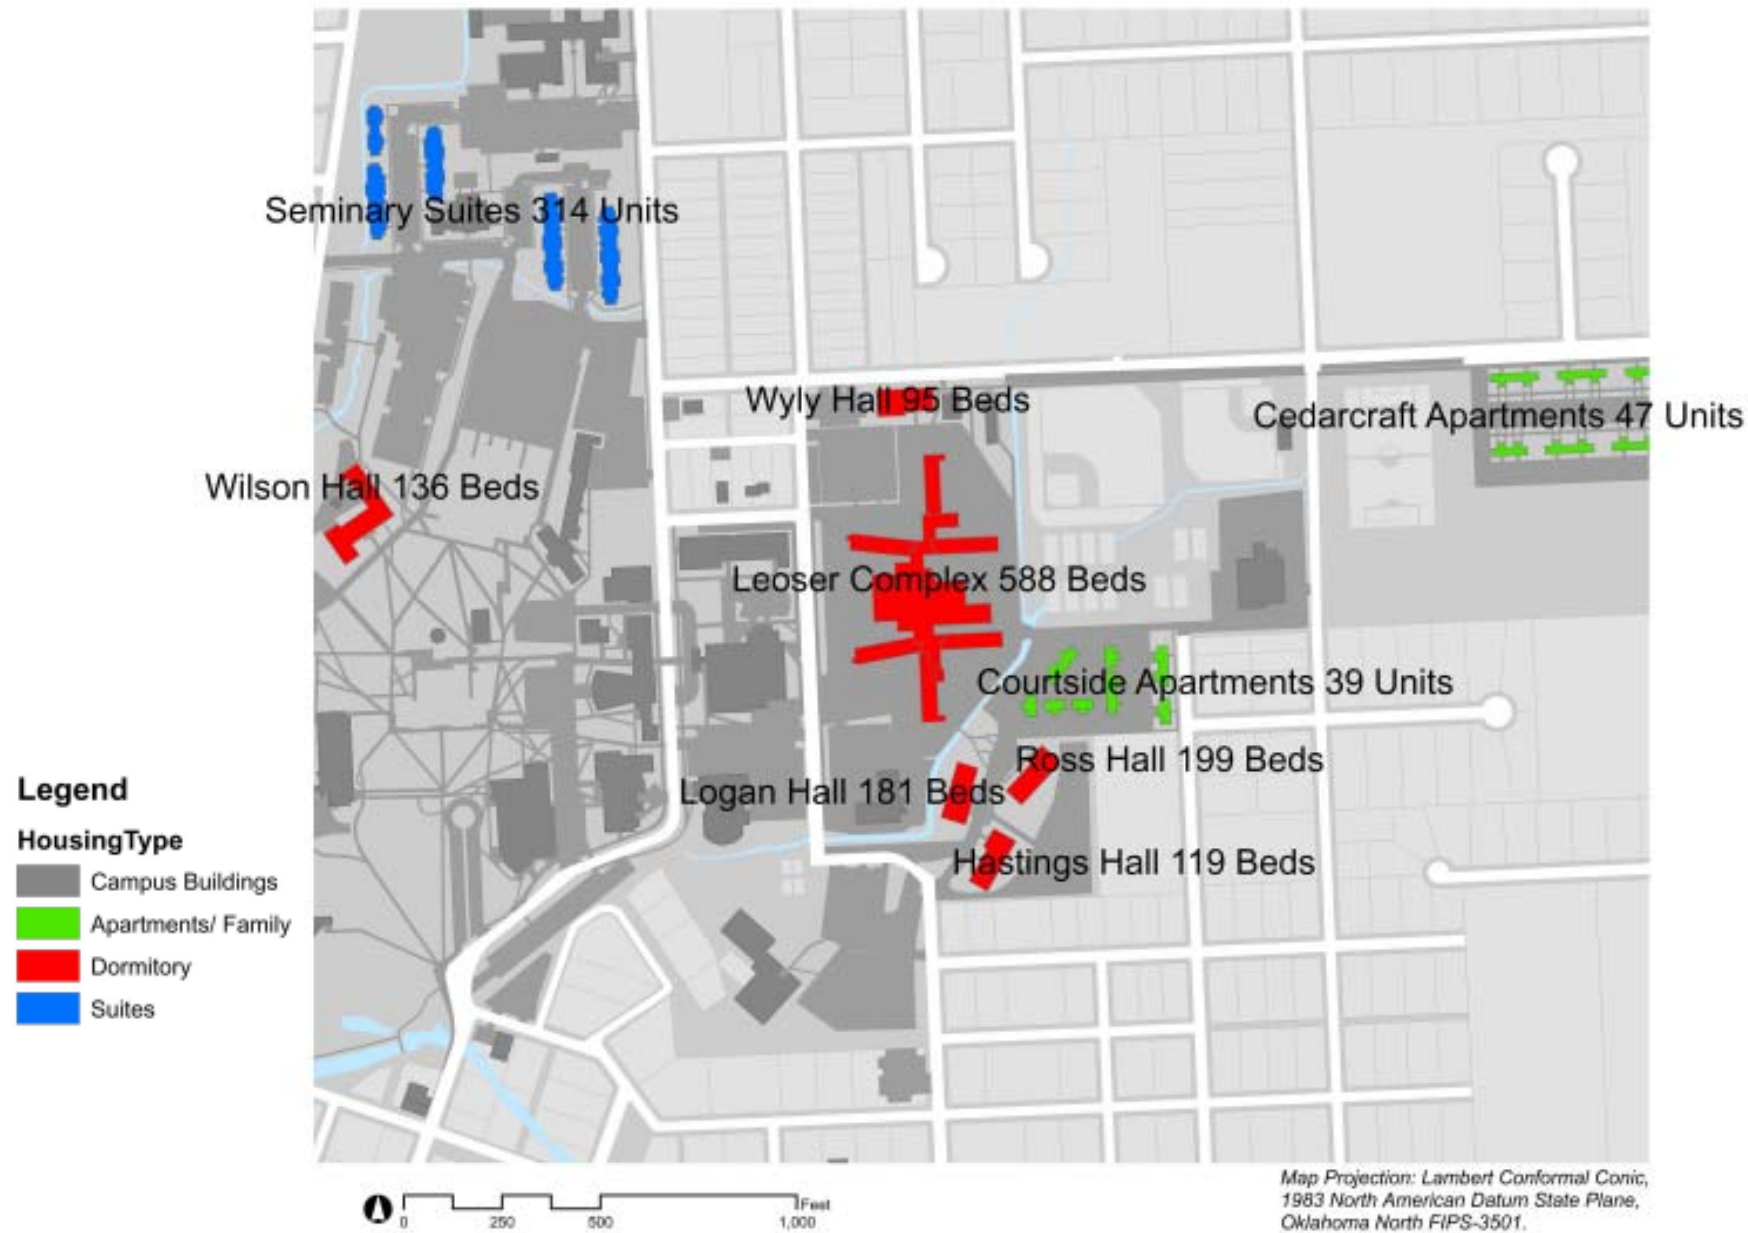 Seminary Suites 314 Units
Wyly Hall 95 Beds
Cedarcraft Apartments 47 Units
Wilson Hall 136 Beds
Leoser Complex 588 Beds
Courtside Apartments 39 Units
Ross Hall 199 Beds
Logan Hall 181 Beds
Hastings Hall 119 Beds
Legend
HousingType
Campus Buildings
Apartments/ Family
Dormitory
Suites
Feet
0 250 500 1,000
Map Projection: Lambert Conformal Conic,
1983 North American Datum State Plane,
Oklahoma North FIPS-3501.